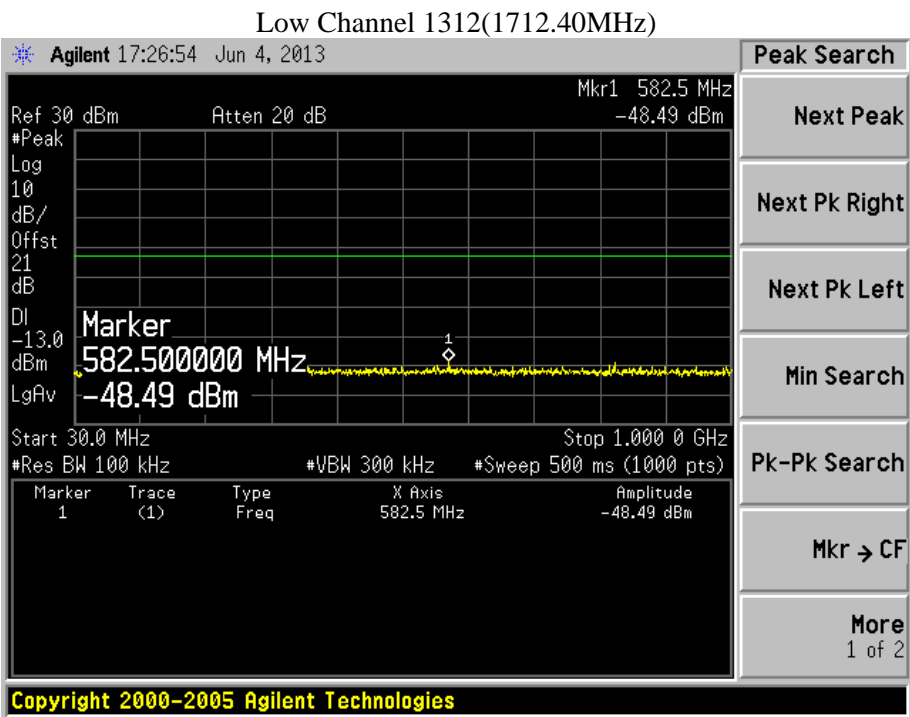 Low Channel 1312(1712.40MHz)
Agilent 17:26:54 Jun 4, 2013
Peak Search
Mkr1 582.5 MHz
Ref 30 dBm Atten 20 dB -48.49 dBm
Next Peak
#Peak
Log
10
dB/
Next Pk Right
Offst
21
dB
Next Pk Left
DI
-13.0
dBm
LgAv
Marker
582.500000 MHz
-48.49 dBm
1
Min Search
Start 30.0 MHz Stop 1.000 0 GHz
#Res BW 100 kHz #VBW 300 kHz #Sweep 500 ms (1000 pts)
Pk-Pk Search
Marker Trace Type X Axis Amplitude
1 (1) Freq 582.5 MHz -48.49 dBm
Mkr → CF
More
1 of 2
Copyright 2000-2005 Agilent Technologies